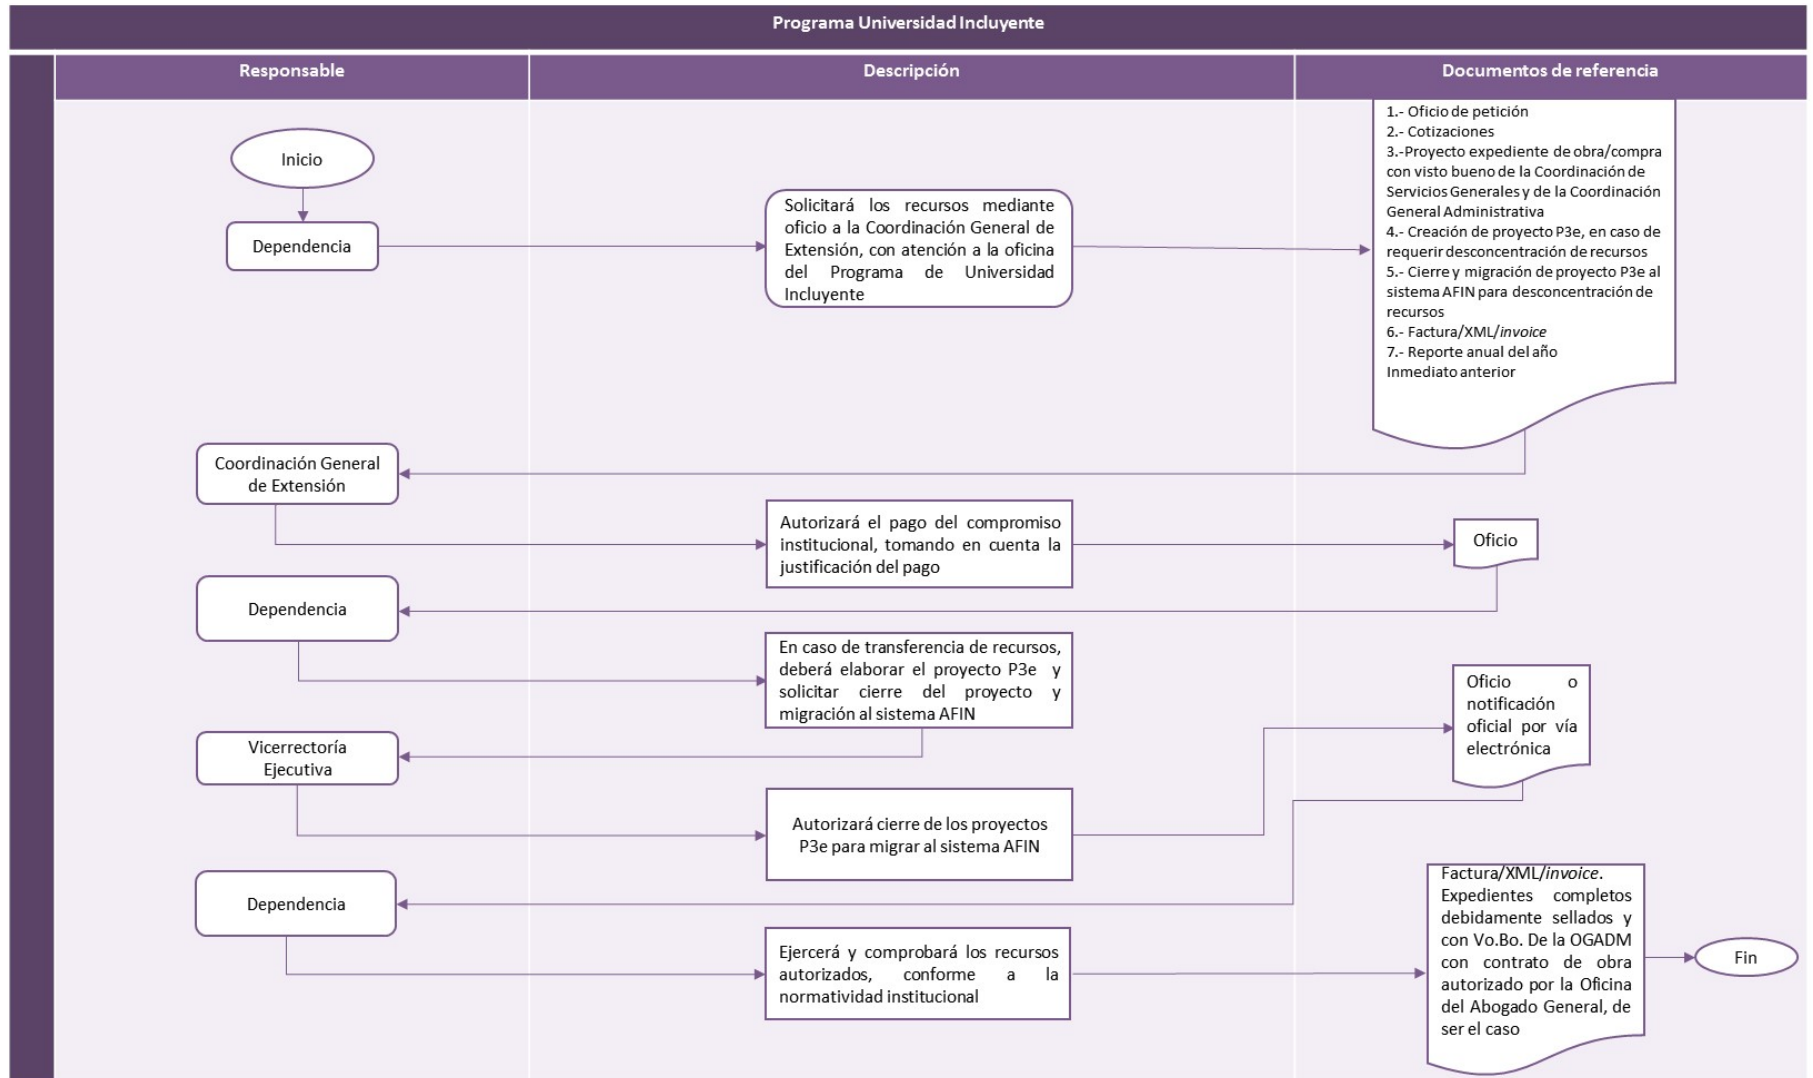 Programa Universidad Incluyente
Responsable
Descripción
Documentos de referencia
Inicio
Dependencia
Solicitará los recursos mediante
oficio a la Coordinación General de
Extensión, con atención a la oficina
del Programa de Universidad
Incluyente
1.- Oficio de petición
2.- Cotizaciones
3.-Proyecto expediente de obra/compra
con visto bueno de la Coordinación de
Servicios Generales y de la Coordinación
General Administrativa
4.- Creación de proyecto P3e, en caso de
requerir desconcentración de recursos
5.- Cierre y migración de proyecto P3e al
sistema AFIN para desconcentración de
recursos
6.- Factura/XML/invoice
7.- Reporte anual del año
Inmediato anterior
Coordinación General
de Extensión
Autorizará el pago del compromiso
institucional, tomando en cuenta la
justificación del pago
Oficio
Dependencia
En caso de transferencia de recursos,
deberá elaborar el proyecto P3e y
solicitar cierre del proyecto y
migración al sistema AFIN
Vicerrectoría
Ejecutiva
Autorizará cierre de los proyectos
P3e para migrar al sistema AFIN
Oficio o
notificación
oficial por vía
electrónica
Dependencia
Ejercerá y comprobará los recursos
autorizados, conforme a la
normatividad institucional
Factura/XML/invoice.
Expedientes completos
debidamente sellados y
con Vo.Bo. De la OGADM
con contrato de obra
autorizado por la Oficina
del Abogado General, de
ser el caso
Fin